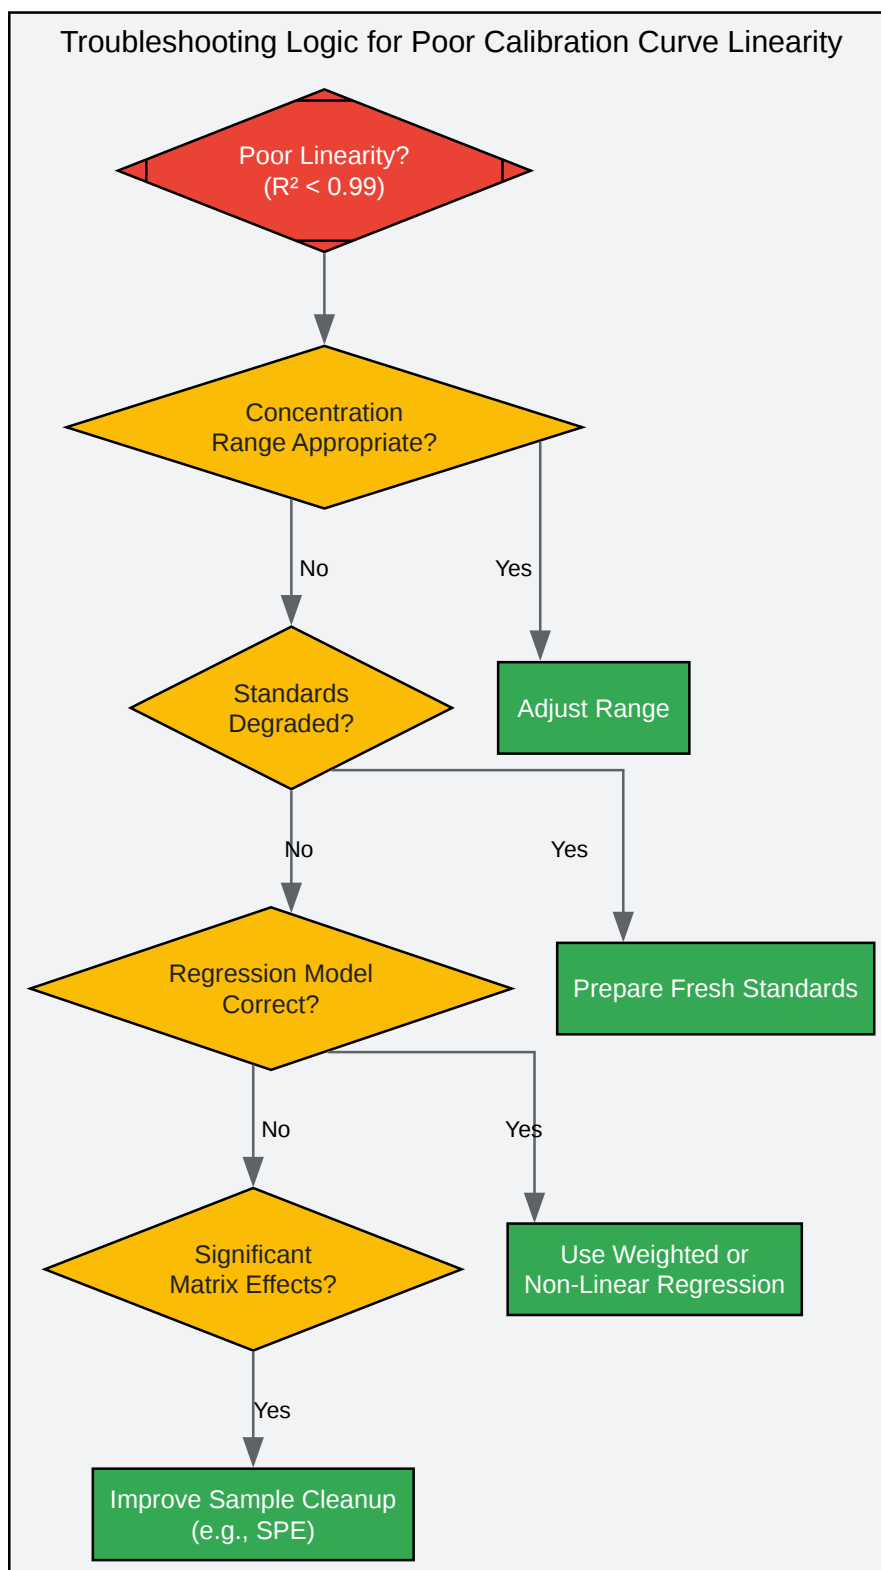 Troubleshooting Logic for Poor Calibration Curve Linearity
Poor Linearity?
(R² < 0.99)
Concentration
Range Appropriate?
No
Yes
Standards
Degraded?
Adjust Range
No
Yes
Regression Model
Correct?
Prepare Fresh Standards
No
Yes
Significant
Matrix Effects?
Use Weighted or
Non-Linear Regression
Yes
Improve Sample Cleanup
(e.g., SPE)